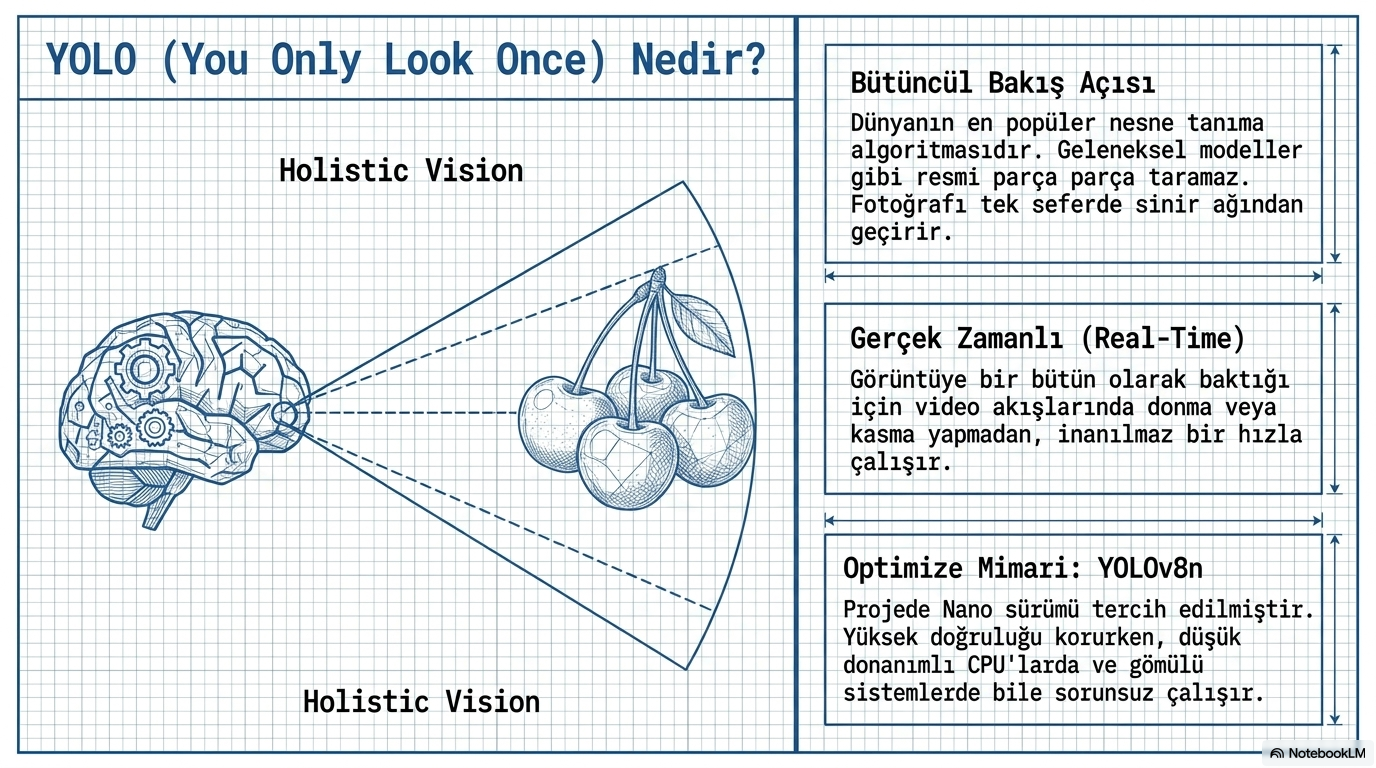 YOLO (You Only Look Once) Nedir?
Holistic Vision
Holistic Vision
Bütüncül Bakış Açısı
Dünyanın en popüler nesne tanıma
algoritmasıdır. Geleneksel modeller
gibi resmi parça parça taramaz.
Fotoğrafı tek seferde sinir ağından
geçirir.
Gerçek Zamanlı (Real-Time)
Görüntüye bir bütün olarak baktığı
için video akışlarında donma veya
kasma yapmadan, inanılmaz bir hızla
çalışır.
Optimize Mimari: YOLOv8n
Projede Nano sürümü tercih edilmiştir.
Yüksek doğruluğu korurken, düşük
donanımlı CPU'larda ve gömülü
sistemlerde bile sorunsuz çalışır.
NotebookLM